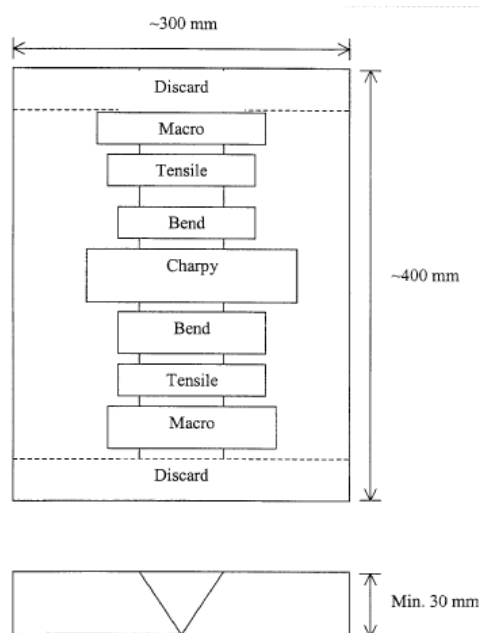 ~300 mm
Discard
Macro
Tensile
Bend
Charpy
~400 mm
Bend
Tensile
Macro
Discard
Min. 30 mm